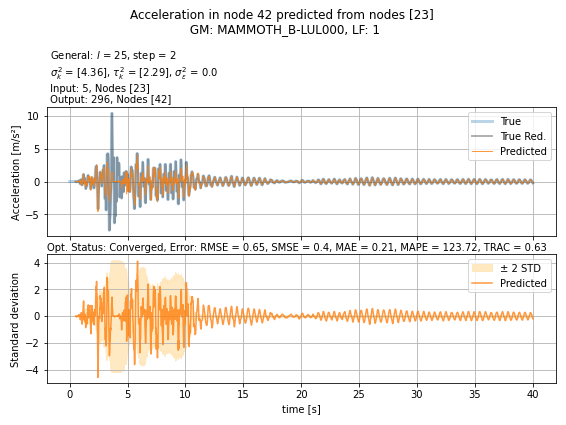 Acceleration in node 42 predicted from nodes [23]
GM: MAMMOTH_B-LUL000, LF: 1
General: l = 25, step = 2
σ²ₖ = [4.36], τ²ₖ = [2.29], σ²_ε = 0.0
Input: 5, Nodes [23]
Output: 296, Nodes [42]
10
5
0
−5
Acceleration [m/s²]
True
True Red.
Predicted
Opt. Status: Converged, Error: RMSE = 0.65, SMSE = 0.4, MAE = 0.21, MAPE = 123.72, TRAC = 0.63
4
2
0
−2
−4
Standard deviation
± 2 STD
Predicted
0 5 10 15 20 25 30 35 40
time [s]